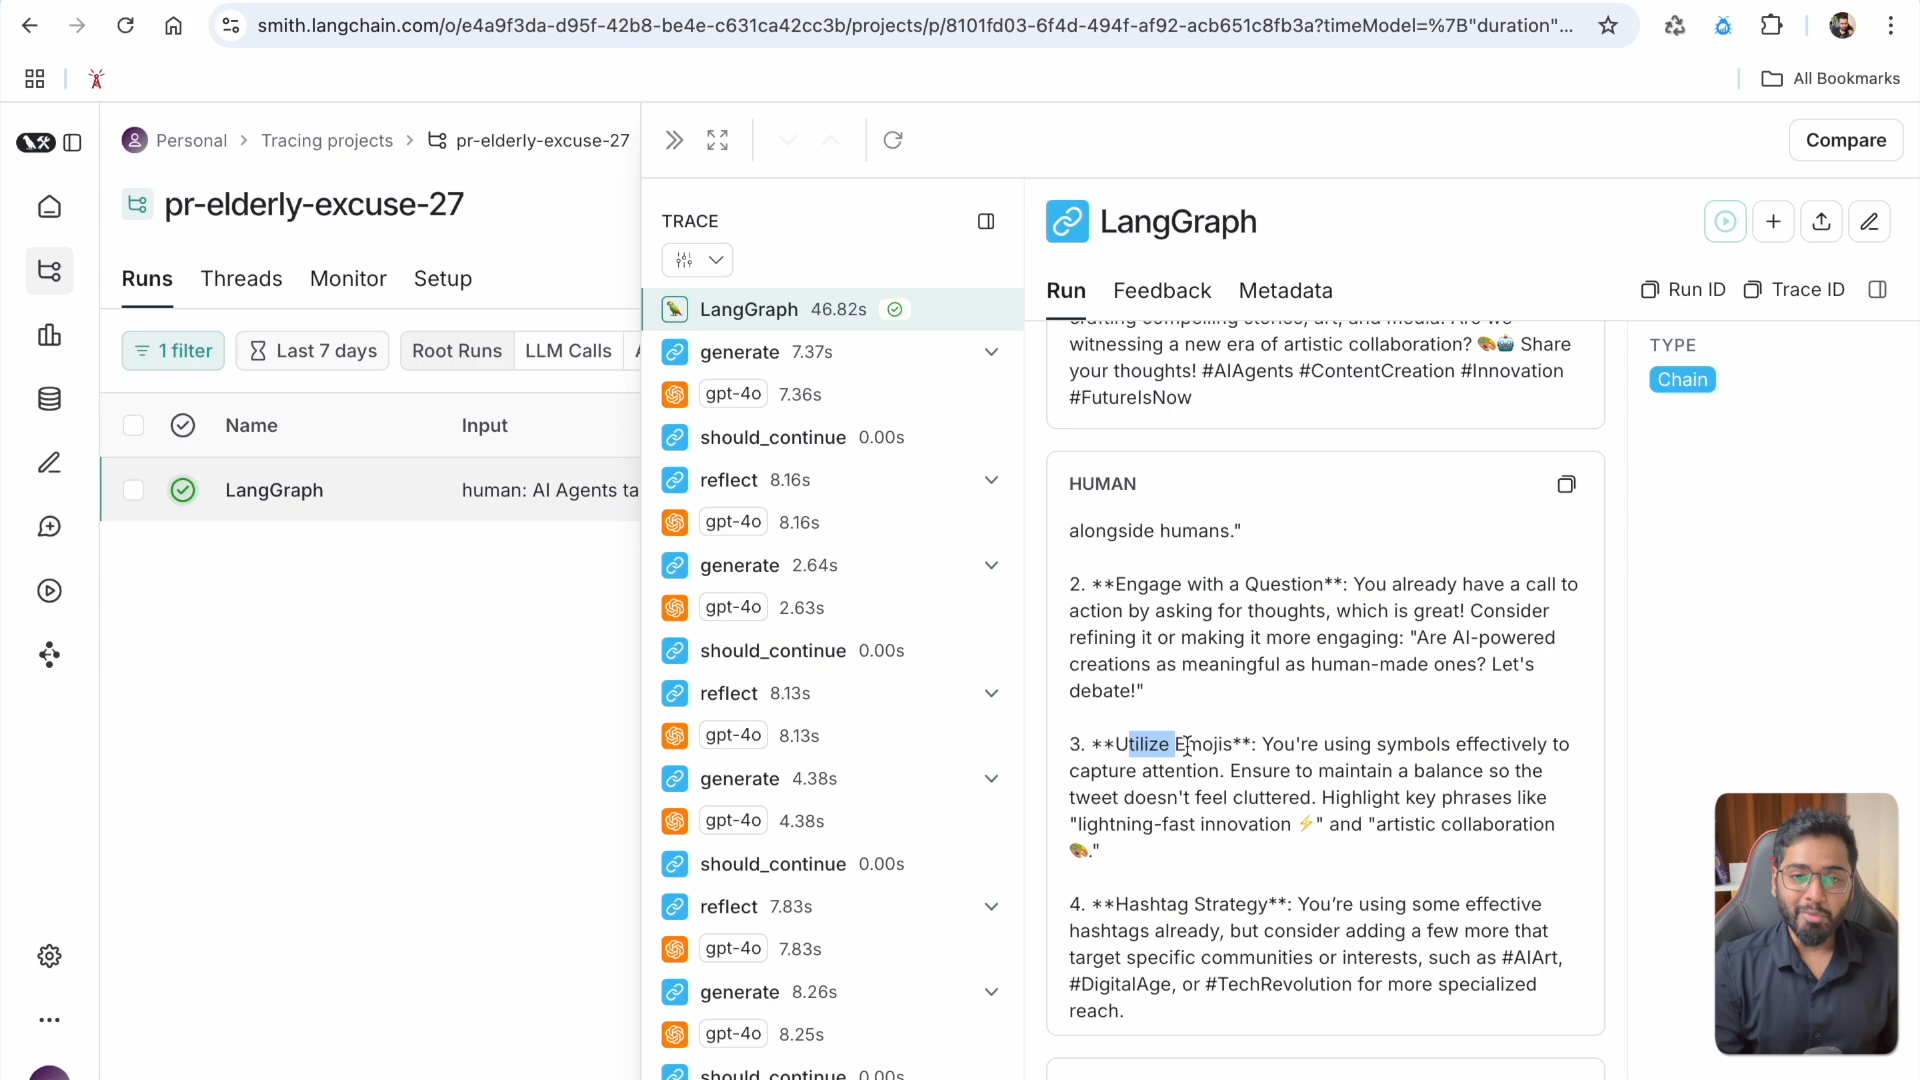 smith.langchain.com/o/e4a9f3da-d95f-42b8-be4e-c631ca42cc3b/projects/p/8101fd03-6f4d-494f-af92-acb651c8fb3a?timeModel=%7B"duration"...
All Bookmarks
Personal > Tracing projects > pr-elderly-excuse-27
Compare
pr-elderly-excuse-27
Runs Threads Monitor Setup
1 filter
Last 7 days
Root Runs
LLM Calls
Name
Input
LangGraph
human: AI Agents ta
TRACE
LangGraph 46.82s
generate 7.37s
gpt-4o 7.36s
should_continue 0.00s
reflect 8.16s
gpt-4o 8.16s
generate 2.64s
gpt-4o 2.63s
should_continue 0.00s
reflect 8.13s
gpt-4o 8.13s
generate 4.38s
gpt-4o 4.38s
should_continue 0.00s
reflect 7.83s
gpt-4o 7.83s
generate 8.26s
gpt-4o 8.25s
should_continue 0.00s
LangGraph
Run Feedback Metadata
Run ID
Trace ID
crafting compelling stories, art, and media. Are we
witnessing a new era of artistic collaboration? 🎨🤖 Share
your thoughts! #AIAgents #ContentCreation #Innovation
#FutureIsNow
HUMAN
alongside humans."
2. **Engage with a Question**: You already have a call to
action by asking for thoughts, which is great! Consider
refining it or making it more engaging: "Are AI-powered
creations as meaningful as human-made ones? Let's
debate!"
3. **Utilize Emojis**: You're using symbols effectively to
capture attention. Ensure to maintain a balance so the
tweet doesn't feel cluttered. Highlight key phrases like
"lightning-fast innovation ⚡" and "artistic collaboration
🎨."
4. **Hashtag Strategy**: You're using some effective
hashtags already, but consider adding a few more that
target specific communities or interests, such as #AIArt,
#DigitalAge, or #TechRevolution for more specialized
reach.
TYPE
Chain